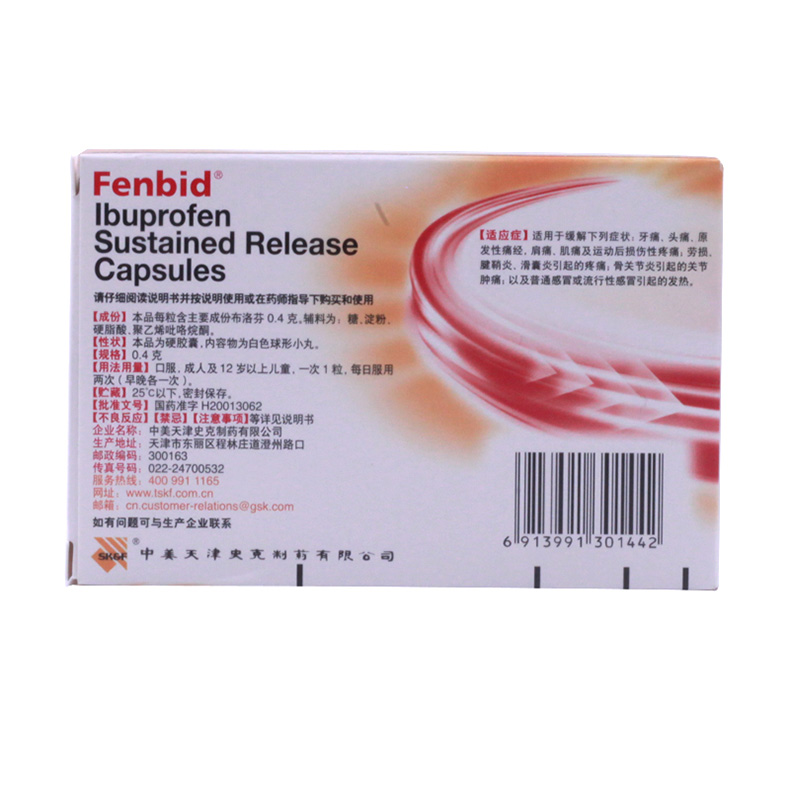 Fenbid®
Ibuprofen
Sustained Release
Capsules
请仔细阅读说明书并按说明使用或在药师指导下购买和使用
【成份】本品每粒含主要成份布洛芬 0.4 克,辅料为:糖、淀粉、
硬脂酸、聚乙烯吡咯烷酮。
【性状】本品为硬胶囊,内容物为白色球形小丸。
【规格】0.4 克
【用法用量】口服,成人及 12 岁以上儿童,一次 1 粒,每日服用
两次(早晚各一次)。
【贮藏】25℃以下,密封保存。
【批准文号】国药准字 H20013062
【不良反应】【禁忌】【注意事项】等详见说明书
企业名称:中美天津史克制药有限公司
生产地址:天津市东丽区程林庄道澄州路口
邮政编码:300163
传真号码:022-24700532
服务热线:400 991 1165
网址:www.tskf.com.cn
邮箱:cn.customer-relations@gsk.com
如有问题可与生产企业联系
SK&F® 中美天津史克制药有限公司
【适应症】适用于缓解下列症状:牙痛、头痛、原
发性痛经、肩痛、肌痛及运动后损伤性疼痛;劳损、
腱鞘炎、滑囊炎引起的疼痛;骨关节炎引起的关节
肿痛;以及普通感冒或流行性感冒引起的发热。
6 913991 301442